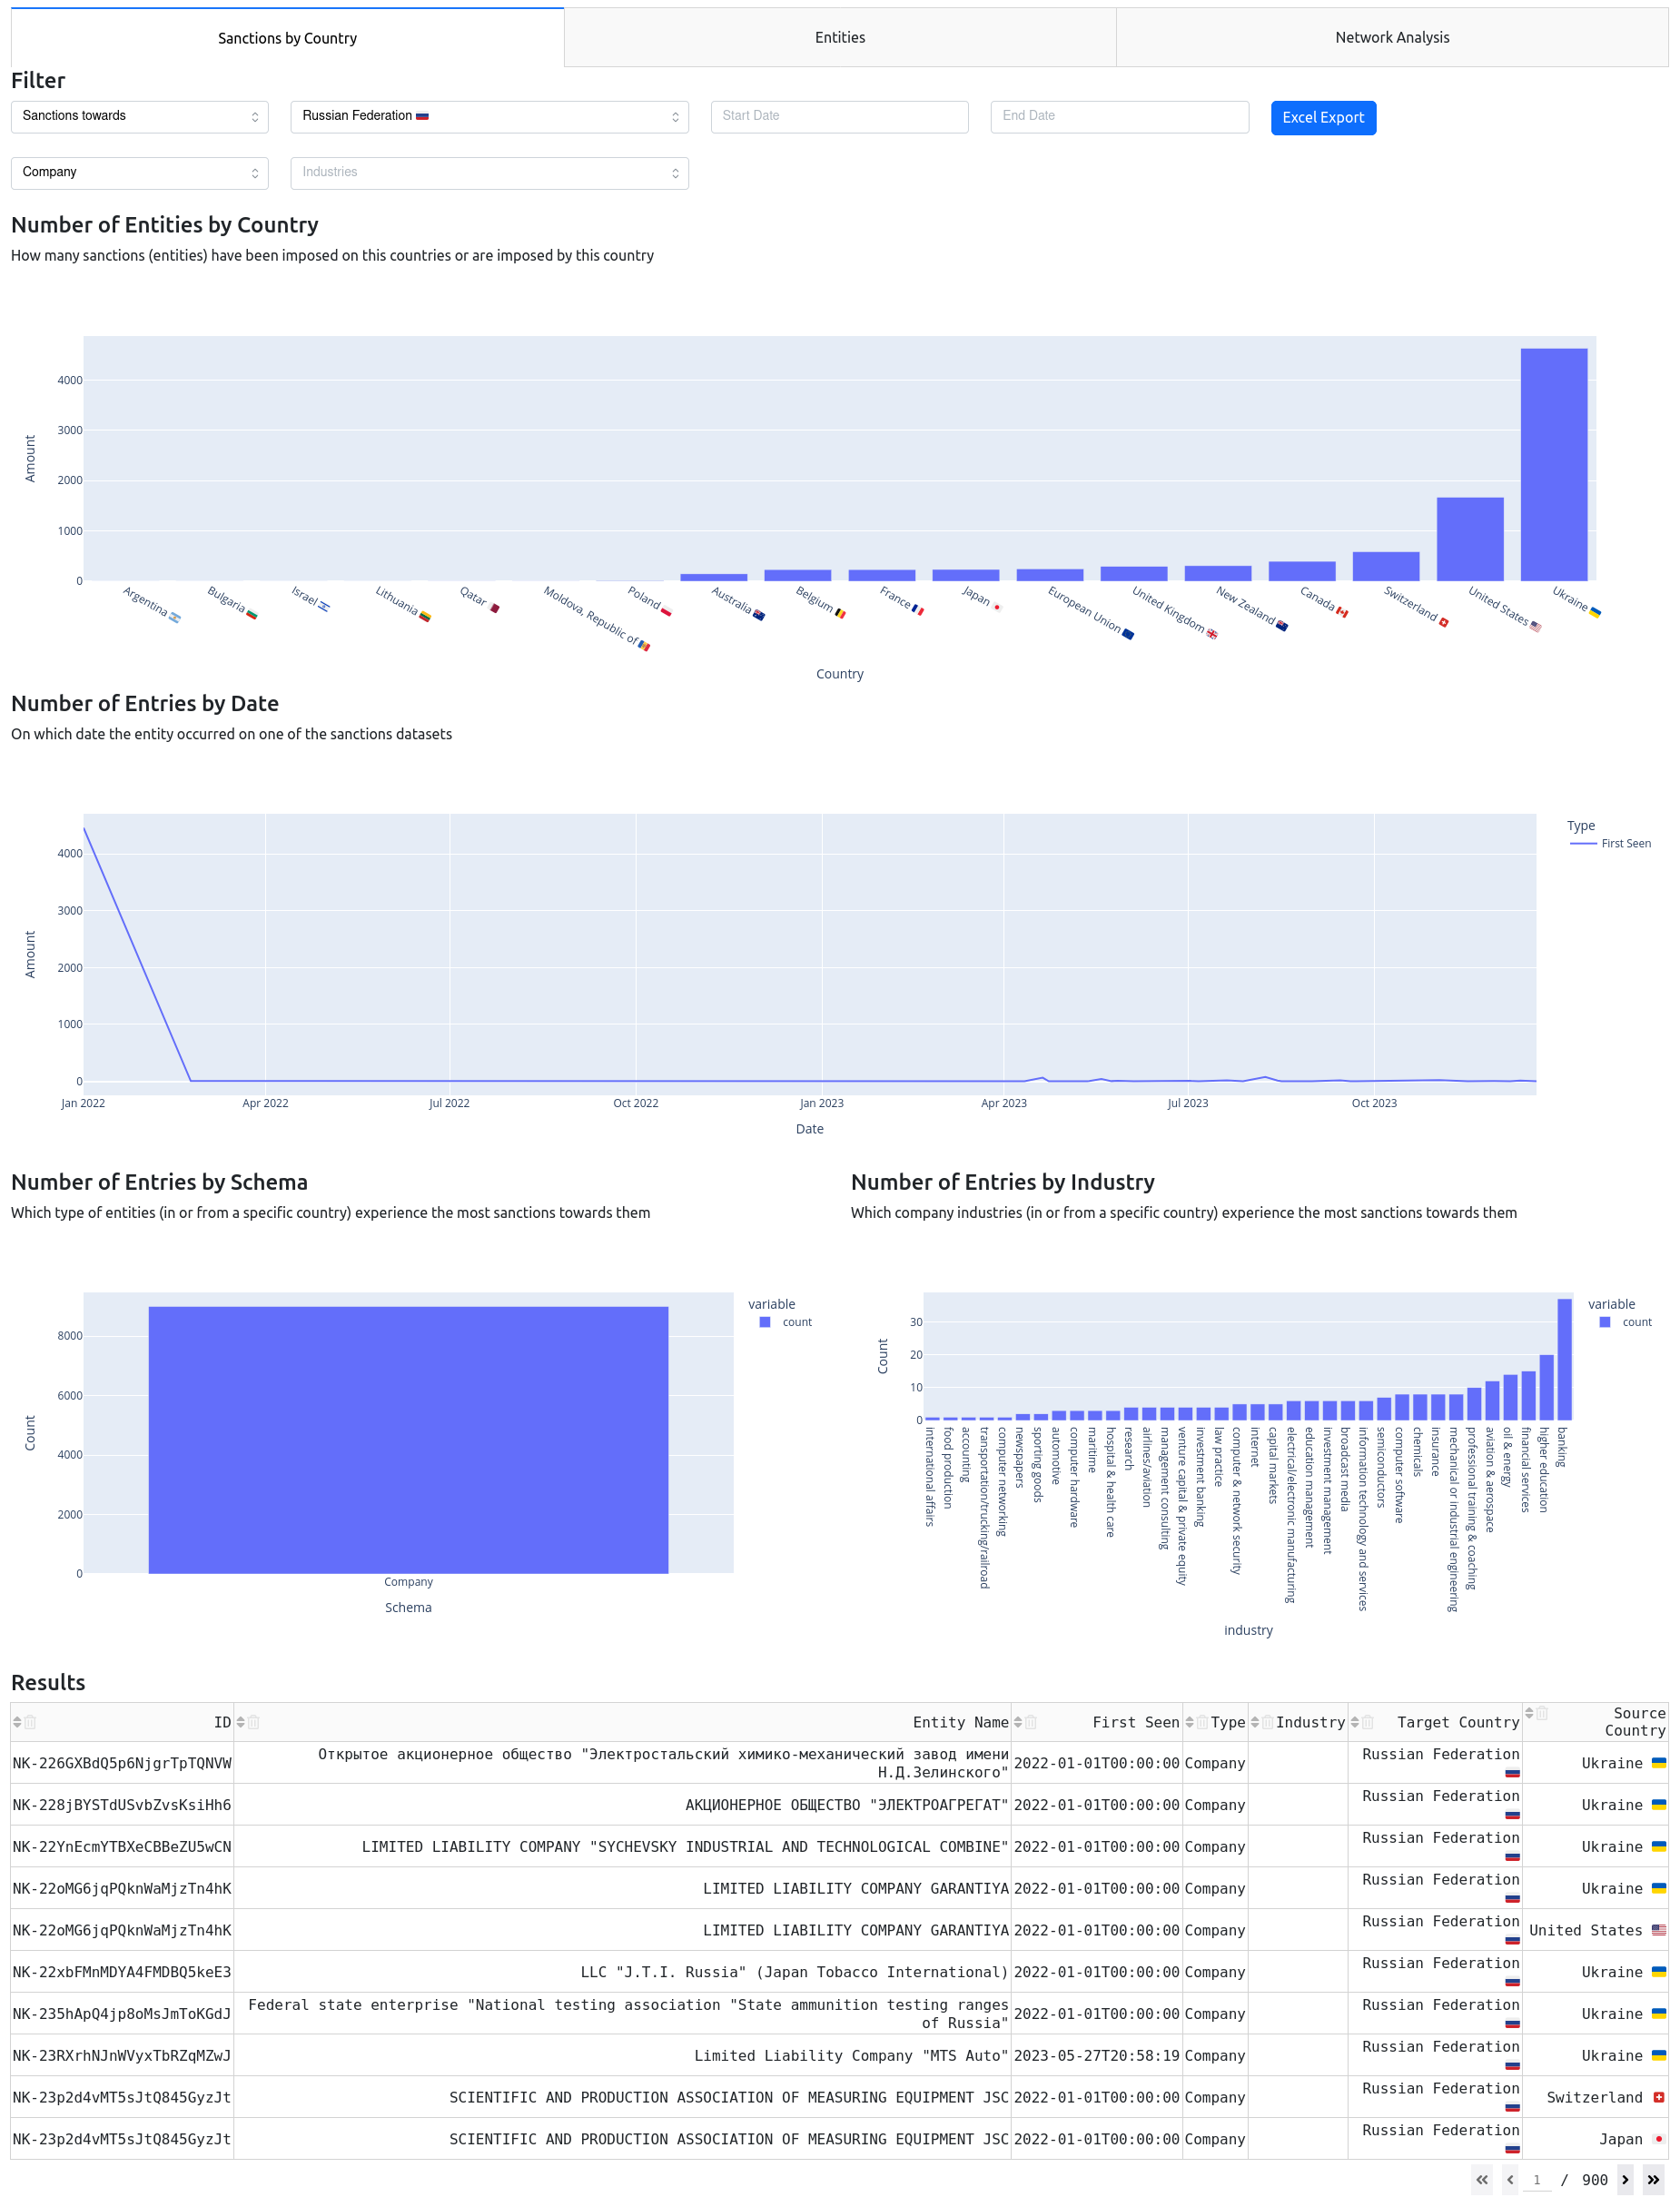 Sanctions by Country
Entities
Network Analysis
Filter
Sanctions towards
Russian Federation
Start Date
End Date
Excel Export
Company
Industries
Number of Entities by Country
How many sanctions (entities) have been imposed on this countries or are imposed by this country
Amount
4000
3000
2000
1000
0
Argentina
Bulgaria
Israel
Lithuania
Qatar
Moldova, Republic of
Poland
Australia
Belgium
France
Japan
European Union
United Kingdom
New Zealand
Canada
Switzerland
United States
Ukraine
Country
Number of Entries by Date
On which date the entity occurred on one of the sanctions datasets
Amount
4000
3000
2000
1000
0
Jan 2022
Apr 2022
Jul 2022
Oct 2022
Jan 2023
Apr 2023
Jul 2023
Oct 2023
Date
Type
First Seen
Number of Entries by Schema
Which type of entities (in or from a specific country) experience the most sanctions towards them
Count
8000
6000
4000
2000
0
Company
Schema
variable
count
Number of Entries by Industry
Which company industries (in or from a specific country) experience the most sanctions towards them
Count
30
20
10
0
international affairs
food production
accounting
transportation/trucking/railroad
computer networking
newspapers
sporting goods
automotive
computer hardware
maritime
hospital & health care
research
airlines/aviation
management consulting
venture capital & private equity
investment banking
law practice
computer & network security
internet
capital markets
electrical/electronic manufacturing
education management
investment management
broadcast media
information technology and services
semiconductors
computer software
chemicals
insurance
mechanical or industrial engineering
professional training & coaching
aviation & aerospace
oil & energy
financial services
higher education
banking
industry
variable
count
Results
ID Entity Name First Seen Type Industry Target Country Source
Country
NK-226GXBdQ5p6NjgrTpTQNVW Открытое акционерное общество "Электростальский химико-механический завод имени
Н.Д.Зелинского" 2022-01-01T00:00:00 Company Russian Federation Ukraine
NK-228jBYSTdUSvbZvsKsiHh6 АКЦИОНЕРНОЕ ОБЩЕСТВО "ЭЛЕКТРОАГРЕГАТ" 2022-01-01T00:00:00 Company Russian Federation Ukraine
NK-22YnEcmYTBXeCBBeZU5wCN LIMITED LIABILITY COMPANY "SYCHEVSKY INDUSTRIAL AND TECHNOLOGICAL COMBINE" 2022-01-01T00:00:00 Company Russian Federation Ukraine
NK-22oMG6jqPQknWaMjzTn4hK LIMITED LIABILITY COMPANY GARANTIYA 2022-01-01T00:00:00 Company Russian Federation Ukraine
NK-22oMG6jqPQknWaMjzTn4hK LIMITED LIABILITY COMPANY GARANTIYA 2022-01-01T00:00:00 Company Russian Federation United States
NK-22xbFMnMDYA4FMDBQ5keE3 LLC "J.T.I. Russia" (Japan Tobacco International) 2022-01-01T00:00:00 Company Russian Federation Ukraine
NK-235hApQ4jp8oMsJmToKGdJ Federal state enterprise "National testing association "State ammunition testing ranges
of Russia" 2022-01-01T00:00:00 Company Russian Federation Ukraine
NK-23RXrhNJnWVyxTbRZqMZwJ Limited Liability Company "MTS Auto" 2023-05-27T20:58:19 Company Russian Federation Ukraine
NK-23p2d4vMT5sJtQ845GyzJt SCIENTIFIC AND PRODUCTION ASSOCIATION OF MEASURING EQUIPMENT JSC 2022-01-01T00:00:00 Company Russian Federation Switzerland
NK-23p2d4vMT5sJtQ845GyzJt SCIENTIFIC AND PRODUCTION ASSOCIATION OF MEASURING EQUIPMENT JSC 2022-01-01T00:00:00 Company Russian Federation Japan
1 / 900